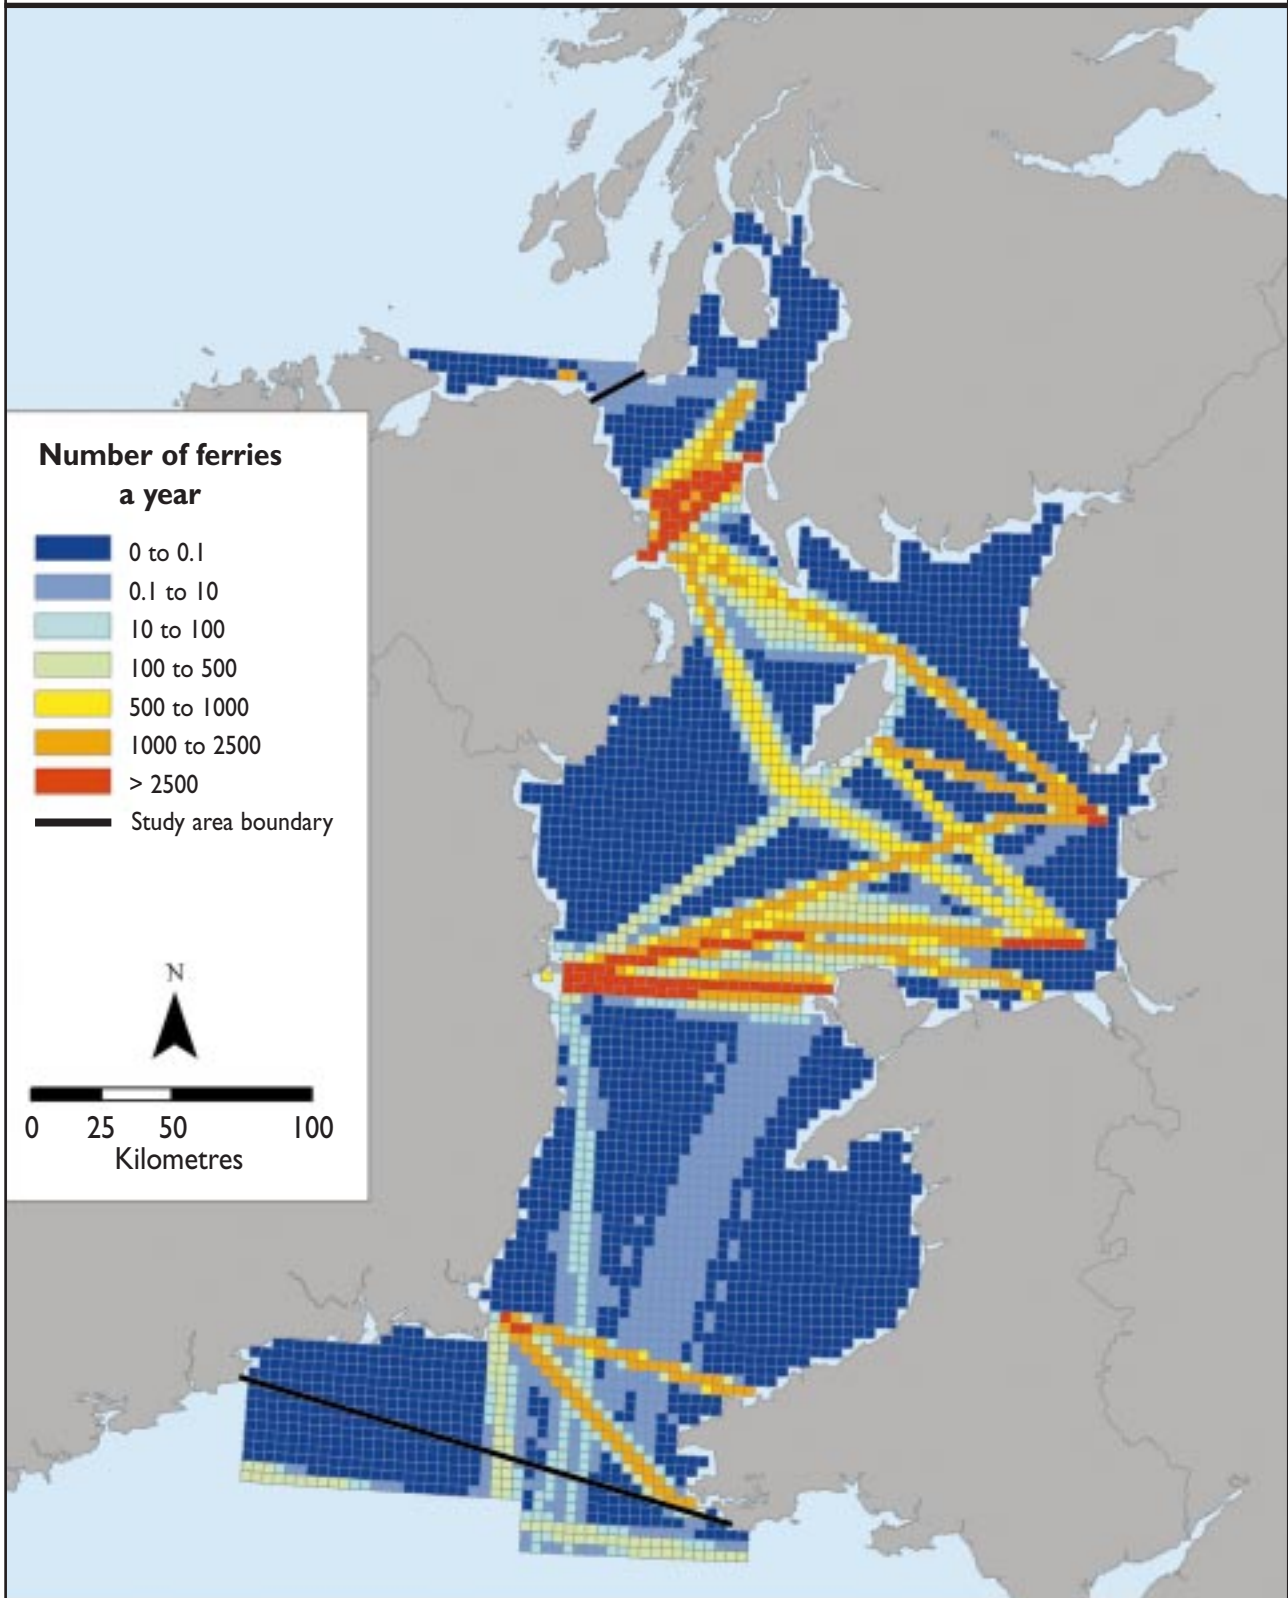 Number of ferries
a year
0 to 0.1
0.1 to 10
10 to 100
100 to 500
500 to 1000
1000 to 2500
> 2500
Study area boundary
N
0 25 50 100
Kilometres